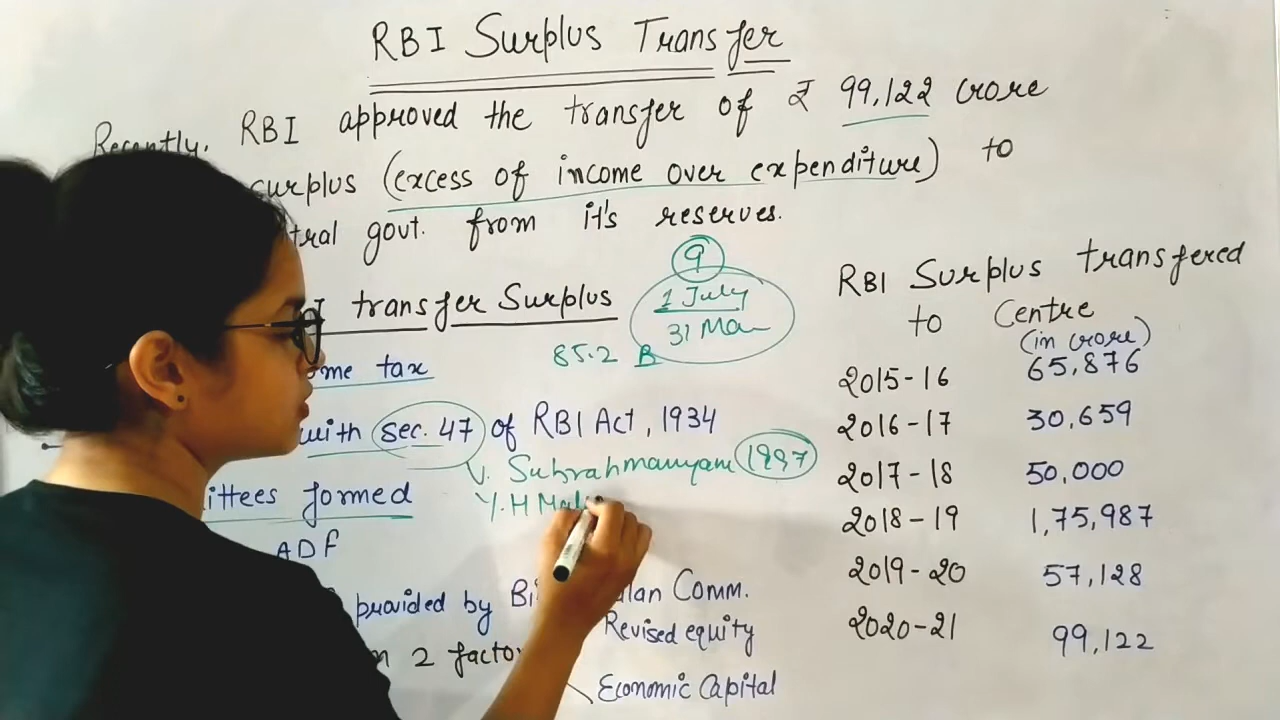 RBI Surplus Transfer
Recently, RBI approved the transfer of ₹ 99,122 crore
surplus (excess of income over expenditure) to
tral govt. from it's reserves.
9
1 July
31 Mar
transfer Surplus
85.2 B
ome tax
with sec. 47 of RBI Act, 1934
V. Subrahmanyam 1997
Y.H Mal
ittees formed
ADF
provided by Bi lan Comm.
n 2 factor
Revised equity
Economic Capital
RBI Surplus transfered
to Centre
(in crore)
2015-16 65,876
2016-17 30,659
2017-18 50,000
2018-19 1,75,987
2019-20 57,128
2020-21 99,122